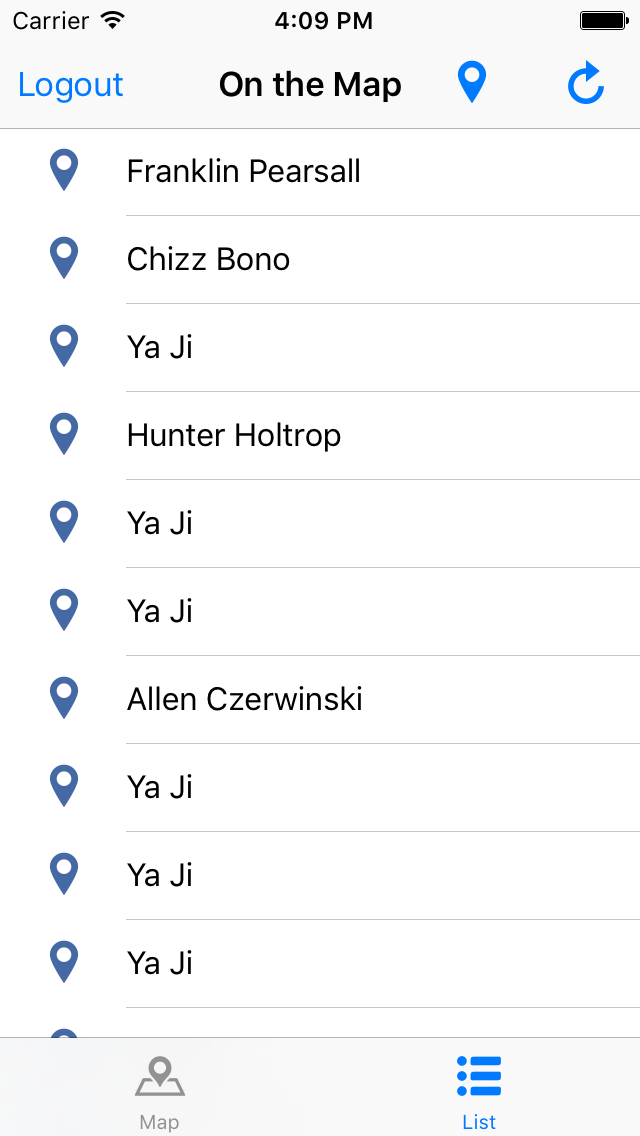 Carrier 4:09 PM
Logout On the Map
Franklin Pearsall
Chizz Bono
Ya Ji
Hunter Holtrop
Ya Ji
Ya Ji
Allen Czerwinski
Ya Ji
Ya Ji
Ya Ji
Map List